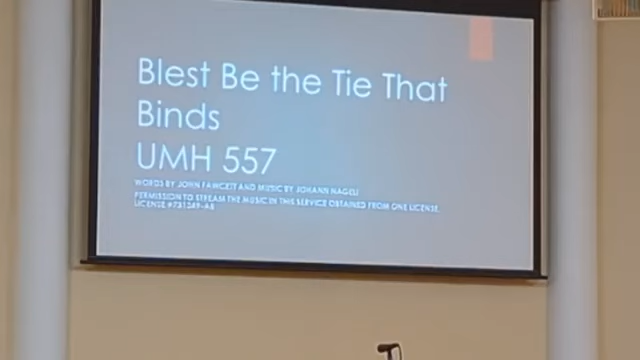 Blest Be the Tie That
Binds
UMH 557
WORDS BY JOHN FAWCETT AND MUSIC BY JOHANN NAGELI
PERMISSION TO STREAM THE MUSIC IN THIS SERVICE OBTAINED FROM ONE LICENSE,
LICENSE